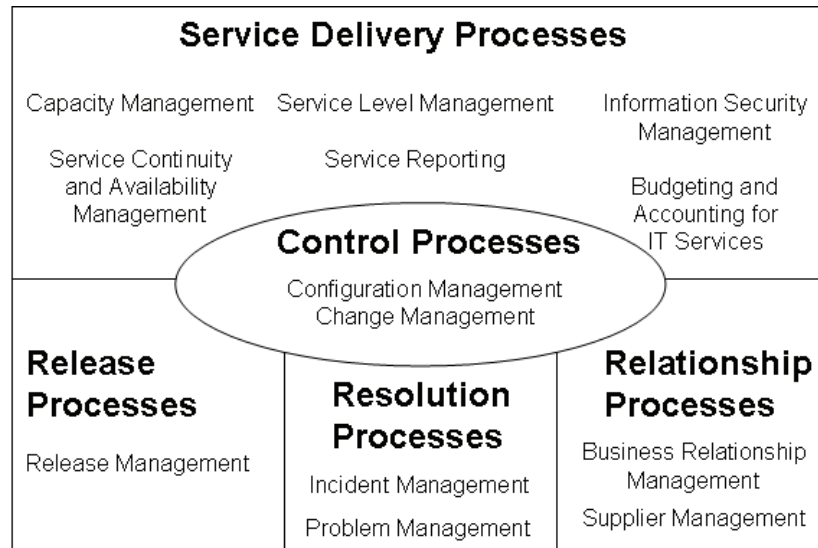 Service Delivery Processes
Capacity Management
Service Level Management
Information Security
Management
Service Continuity
and Availability
Management
Service Reporting
Budgeting and
Accounting for
IT Services
Control Processes
Configuration Management
Change Management
Release
Processes
Release Management
Resolution
Processes
Incident Management
Problem Management
Relationship
Processes
Business Relationship
Management
Supplier Management